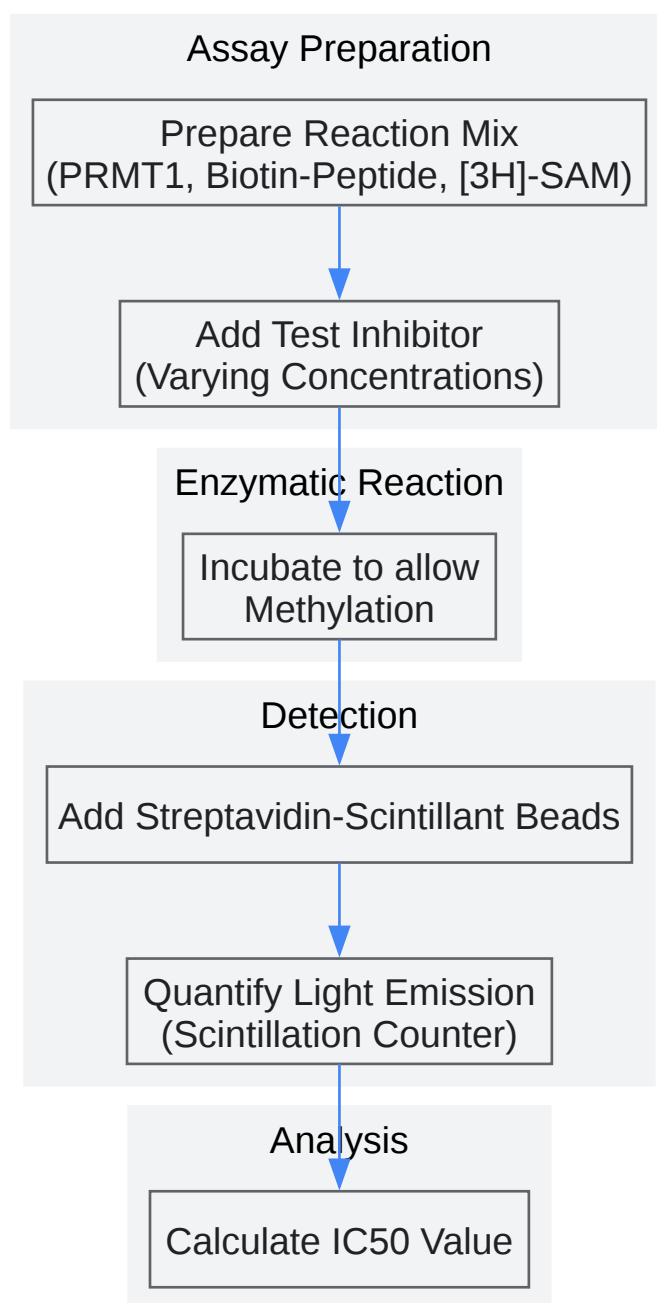 Assay Preparation
Prepare Reaction Mix
(PRMT1, Biotin-Peptide, [3H]-SAM)
Add Test Inhibitor
(Varying Concentrations)
Enzymatic Reaction
Incubate to allow
Methylation
Detection
Add Streptavidin-Scintillant Beads
Quantify Light Emission
(Scintillation Counter)
Analysis
Calculate IC50 Value